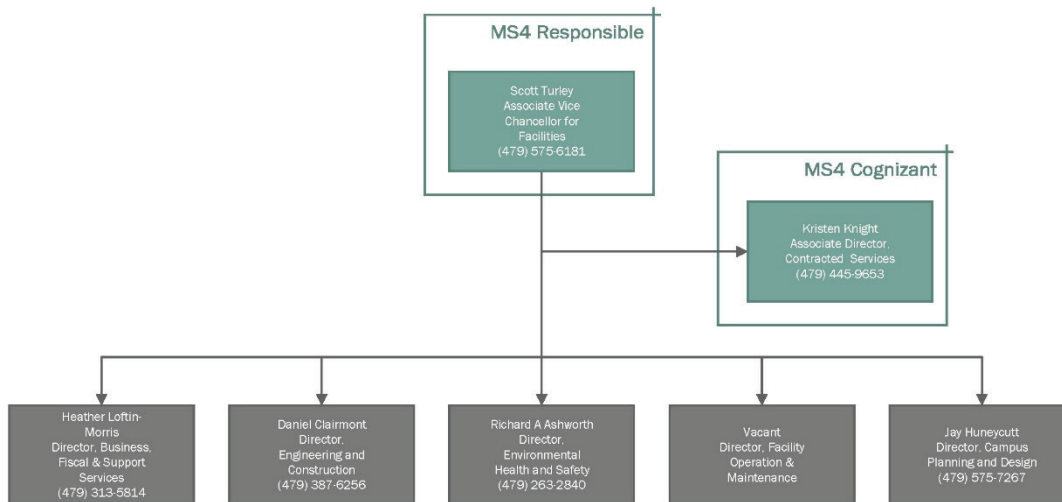 MS4 Responsible
Scott Turley
Associate Vice
Chancellor for
Facilities
(479) 575-6181
MS4 Cognizant
Kristen Knight
Associate Director,
Contracted Services
(479) 445-9653
Heather Loftin-
Morris
Director, Business,
Fiscal & Support
Services
(479) 313-5814
Daniel Clairmont
Director,
Engineering and
Construction
(479) 387-6256
Richard A Ashworth
Director,
Environmental
Health and Safety
(479) 263-2840
Vacant
Director, Facility
Operation &
Maintenance
Jay Huneycutt
Director, Campus
Planning and Design
(479) 575-7267